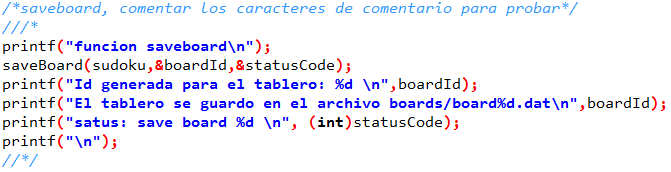 /*saveboard, comentar los caracteres de comentario para probar*/
///*
printf("funcion saveboard\n");
saveBoard(sudoku,&boardId,&statusCode);
printf("Id generada para el tablero: %d \n",boardId);
printf("El tablero se guardo en el archivo boards/board%d.dat\n",boardId);
printf("satus: save board %d \n", (int)statusCode);
printf("\n");
//*/